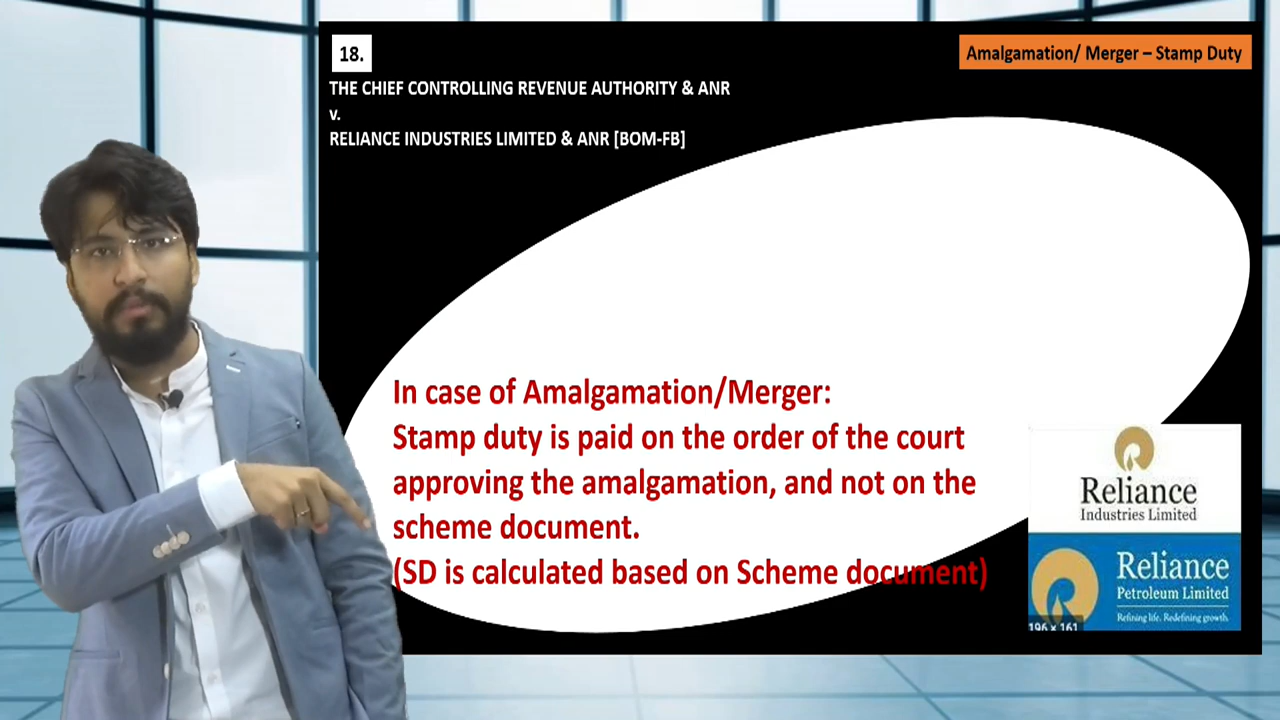 18.
Amalgamation/ Merger – Stamp Duty
THE CHIEF CONTROLLING REVENUE AUTHORITY & ANR
v.
RELIANCE INDUSTRIES LIMITED & ANR [BOM-FB]
In case of Amalgamation/Merger:
Stamp duty is paid on the order of the court
approving the amalgamation, and not on the
scheme document.
(SD is calculated based on Scheme document)
Reliance
Industries Limited
Reliance
Petroleum Limited
Refining life. Redefining growth.
196 x 161